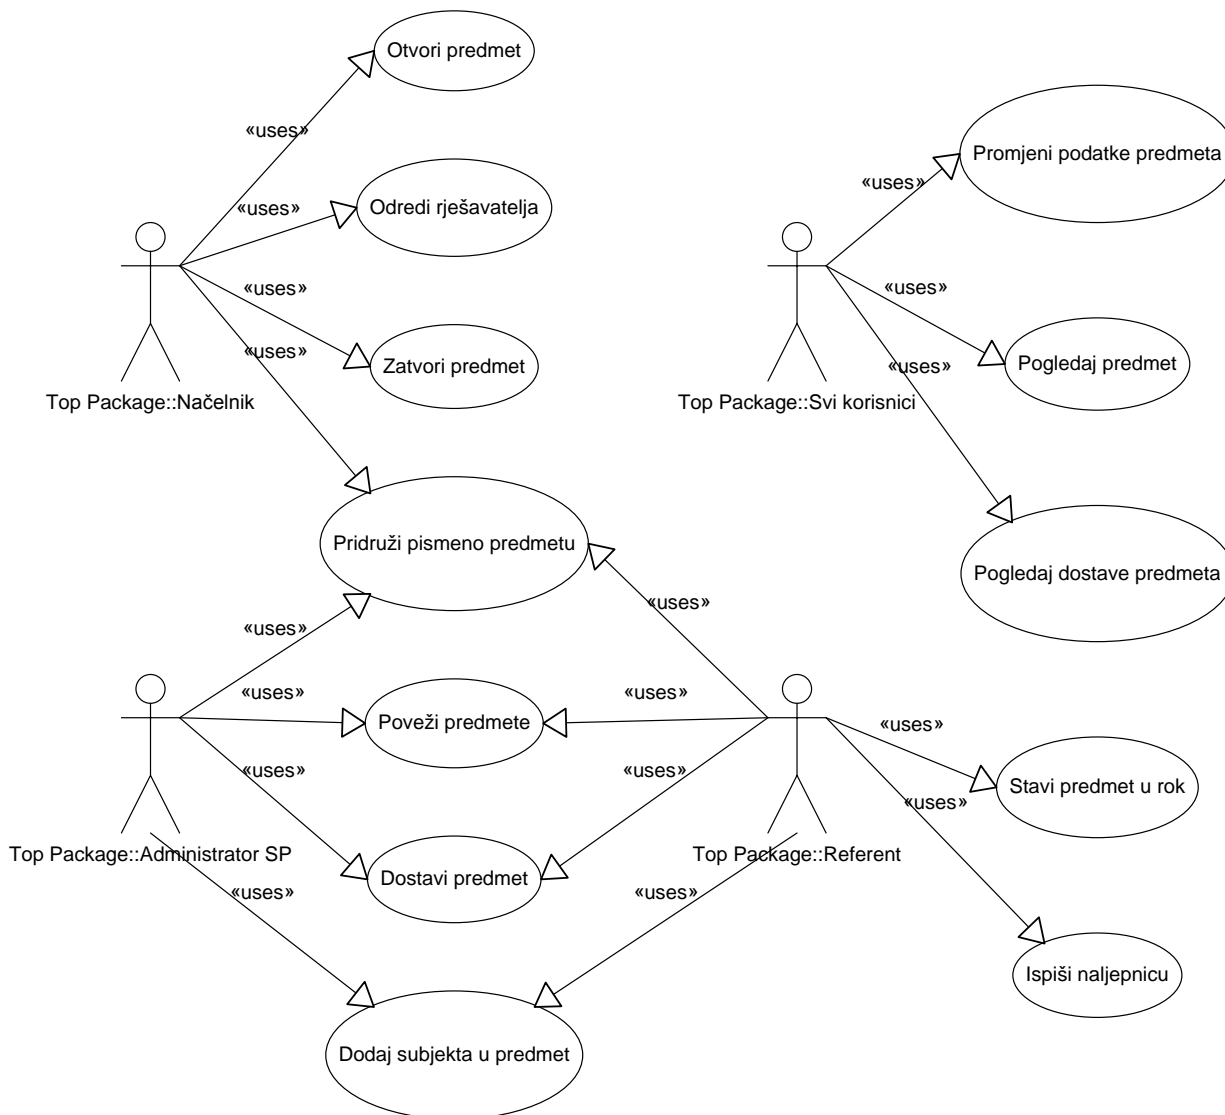 Otvori predmet
«uses»
Promjeni podatke predmeta
«uses»
Odredi rješavatelja
«uses»
«uses»
«uses»
«uses»
«uses»
Zatvori predmet
Pogledaj predmet
Top Package::Načelnik
Top Package::Svi korisnici
Pridruži pismeno predmetu
Pogledaj dostave predmeta
«uses»
«uses»
«uses»
«uses»
Poveži predmete
«uses»
«uses»
«uses»
Stavi predmet u rok
«uses»
Top Package::Administrator SP
Top Package::Referent
Dostavi predmet
«uses»
«uses»
Ispiši naljepnicu
Dodaj subjekta u predmet